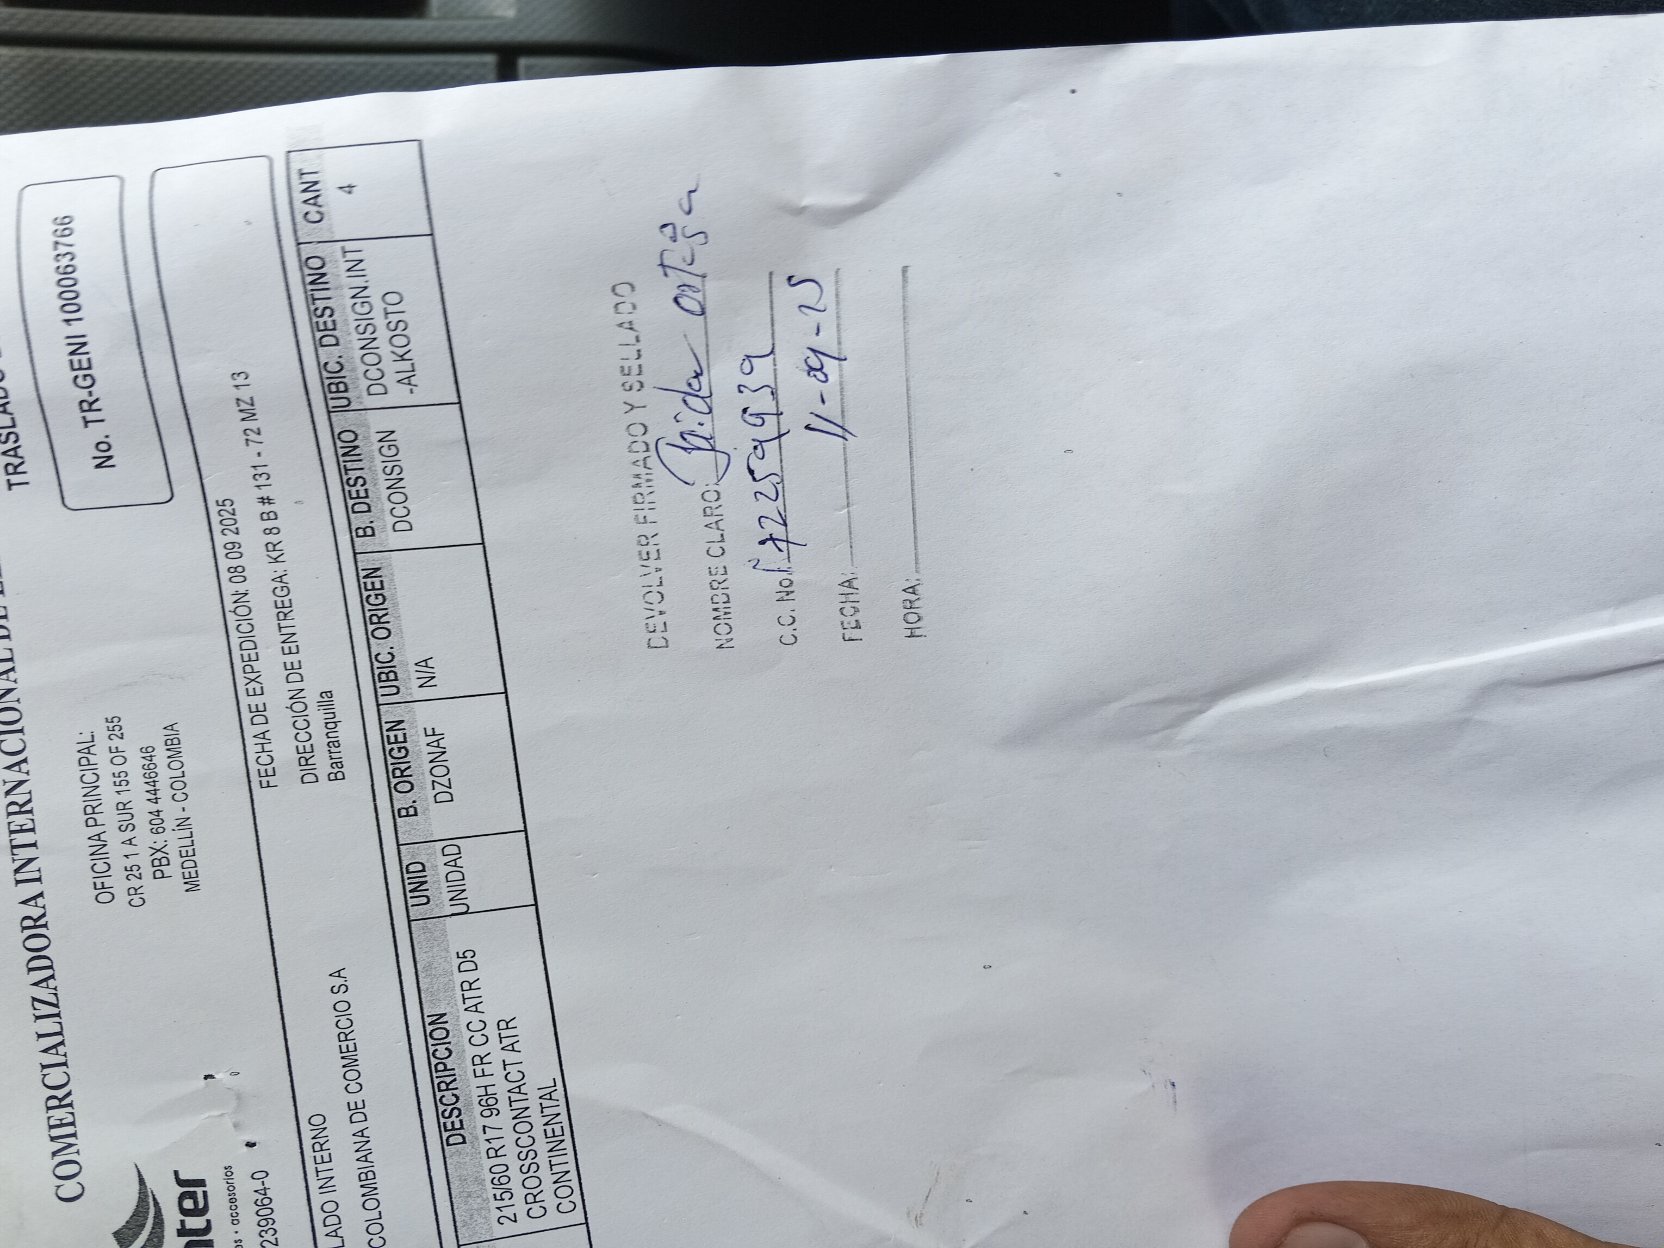 TRASLADO
COMERCIALIZADORA INTERNACIONAL DE
No. TR-GENI 100063766
OFICINA PRINCIPAL:
CR 25 1 A SUR 155 OF 255
PBX: 604 4446646
MEDELLÍN - COLOMBIA
nter
os • accesorios
239064-0
FECHA DE EXPEDICIÓN: 08 09 2025
LADO INTERNO
DIRECCIÓN DE ENTREGA: KR 8 B # 131 - 72 MZ 13
COLOMBIANA DE COMERCIO S.A
Barranquilla
DESCRIPCION UNID B. ORIGEN UBIC. ORIGEN B. DESTINO UBIC. DESTINO CANT
215/60 R17 96H FR CC ATR D5 UNIDAD DZONAF N/A DCONSIGN DCONSIGN.INT 4
CROSSCONTACT ATR -ALKOSTO
CONTINENTAL
DEVOLVER FIRMADO Y SELLADO
NOMBRE CLARO:
C.C. No. 72259939
FECHA: 11-09-25
HORA: